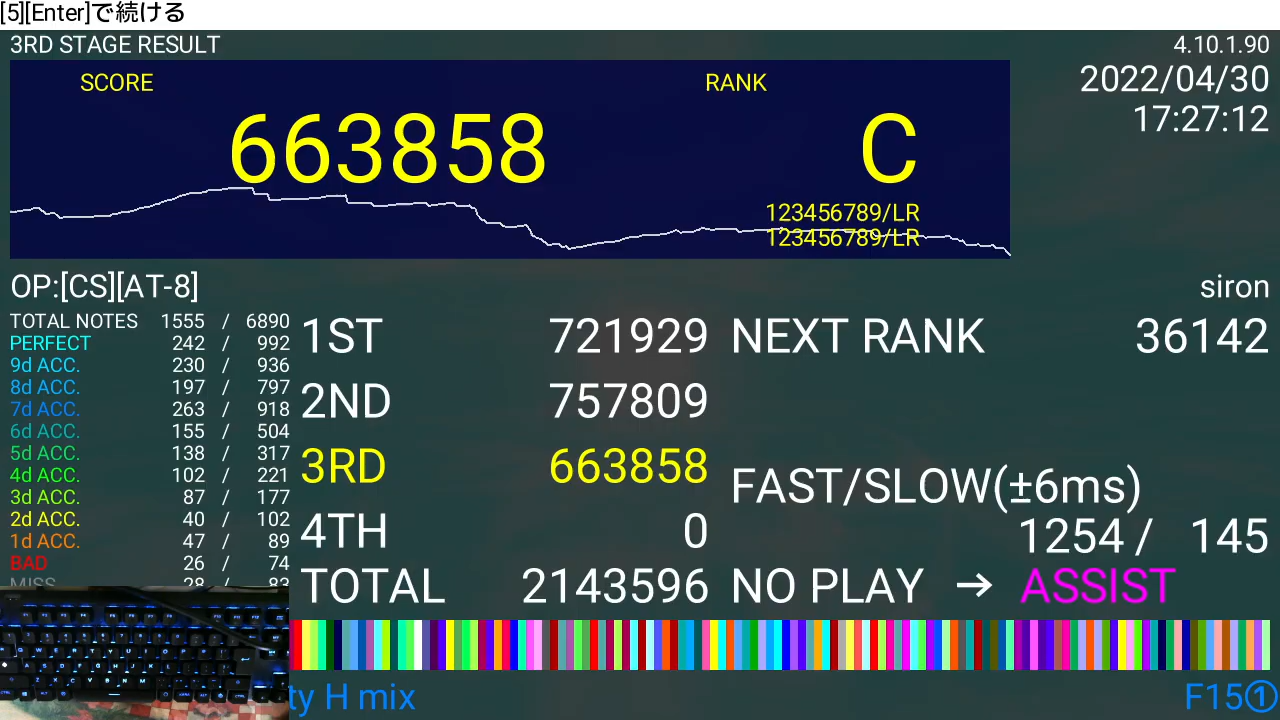 [5][Enter]で続ける
3RD STAGE RESULT
4.10.1.90
SCORE
RANK
2022/04/30
17:27:12
663858
C
123456789/LR
123456789/LR
OP:[CS][AT-8]
siron
TOTAL NOTES 1555 / 6890
PERFECT 242 / 992
9d ACC. 230 / 936
8d ACC. 197 / 797
7d ACC. 263 / 918
6d ACC. 155 / 504
5d ACC. 138 / 317
4d ACC. 102 / 221
3d ACC. 87 / 177
2d ACC. 40 / 102
1d ACC. 47 / 89
BAD 26 / 74
MISS 28 / 83
1ST 721929
2ND 757809
3RD 663858
4TH 0
TOTAL 2143596
NEXT RANK 36142
FAST/SLOW(±6ms)
1254 / 145
NO PLAY → ASSIST
ty H mix
F15①